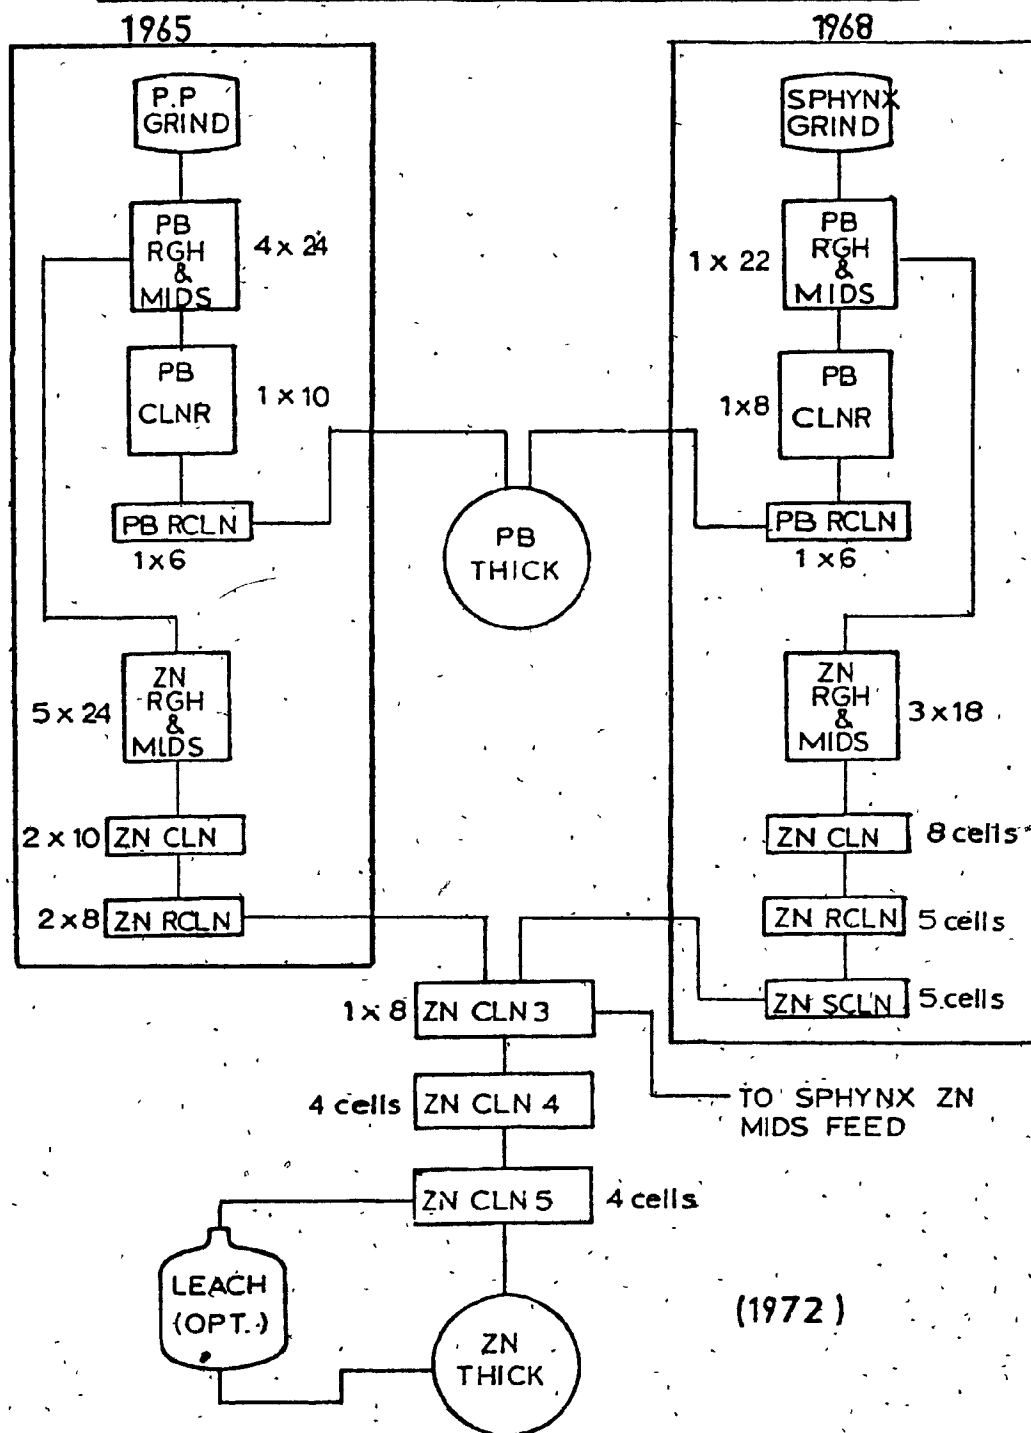 1965
P.P
GRIND
PB
RGH
&
MIDS
4 x 24
PB
CLNR
1 x 10
PB RCLN
1 x 6
ZN
RGH
&
MIDS
5 x 24
2 x 10
ZN CLN
2 x 8
ZN RCLN
PB
THICK
1968
SPHYNX
GRIND
1 x 22
PB
RGH
&
MIDS
1 x 8
PB
CLNR
PB RCLN
1 x 6
ZN
RGH
&
MIDS
3 x 18
ZN CLN
8 cells
ZN RCLN
5 cells
ZN SCLN
5 cells
1 x 8
ZN CLN 3
TO SPHYNX ZN
MIDS FEED
4 cells
ZN CLN 4
ZN CLN 5
4 cells
LEACH
(OPT.)
ZN
THICK
(1972)